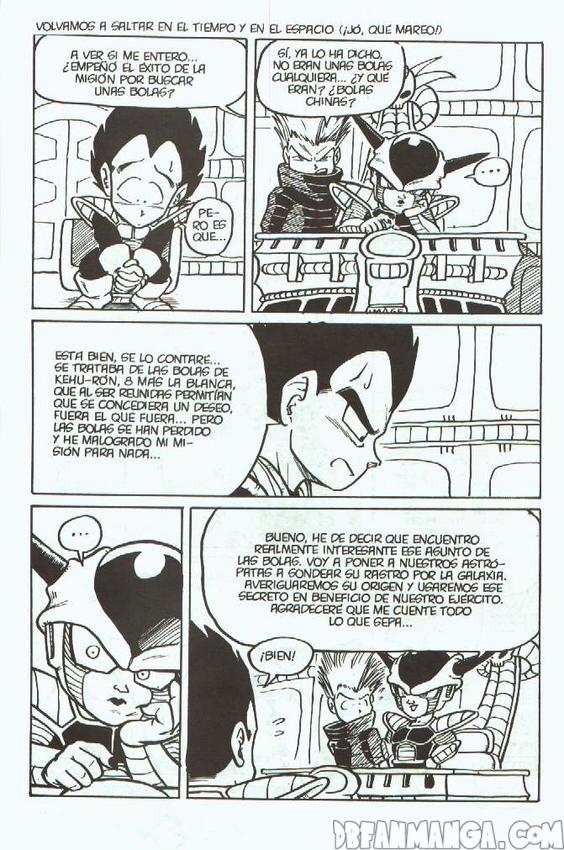 VOLVAMOS A SALTAR EN EL TIEMPO Y EN EL ESPACIO (¡JÓ, QUE MAREO!)
A VER SI ME ENTERO...
¿EMPEÑÓ EL ÉXITO DE LA
MISIÓN POR BUSCAR
UNAS BOLAS?
PE-
RO ES
QUE...
SÍ, YA LO HA DICHO,
NO ERAN UNAS BOLAS
CUALQUIERA... ¿Y QUE
ERAN? ¿BOLAS
CHINAS?
...
ESTA BIEN, SE LO CONTARE...
SE TRATABA DE LAS BOLAS DE
KEHU-RÓN, 8 MAS LA BLANCA,
QUE AL SER REUNIDAS PERMITÍAN
QUE SE CONCEDIERA UN DESEO,
FUERA EL QUE FUERA... PERO
LAS BOLAS SE HAN PERDIDO
Y HE MALOGRADO MI MI-
SIÓN PARA NADA...
...
BUENO, HE DE DECIR QUE ENCUENTRO
REALMENTE INTERESANTE ESE ASUNTO DE
LAS BOLAS. VOY A PONER A NUESTROS ASTRÓ-
PATAS A SONDEAR SU RASTRO POR LA GALAXIA.
AVERIGUAREMOS SU ORIGEN Y USAREMOS ESE
SECRETO EN BENEFICIO DE NUESTRO EJÉRCITO.
AGRADECERÉ QUE ME CUENTE TODO
LO QUE SEPA...
¡BIEN!
DBFANMANGA.COM